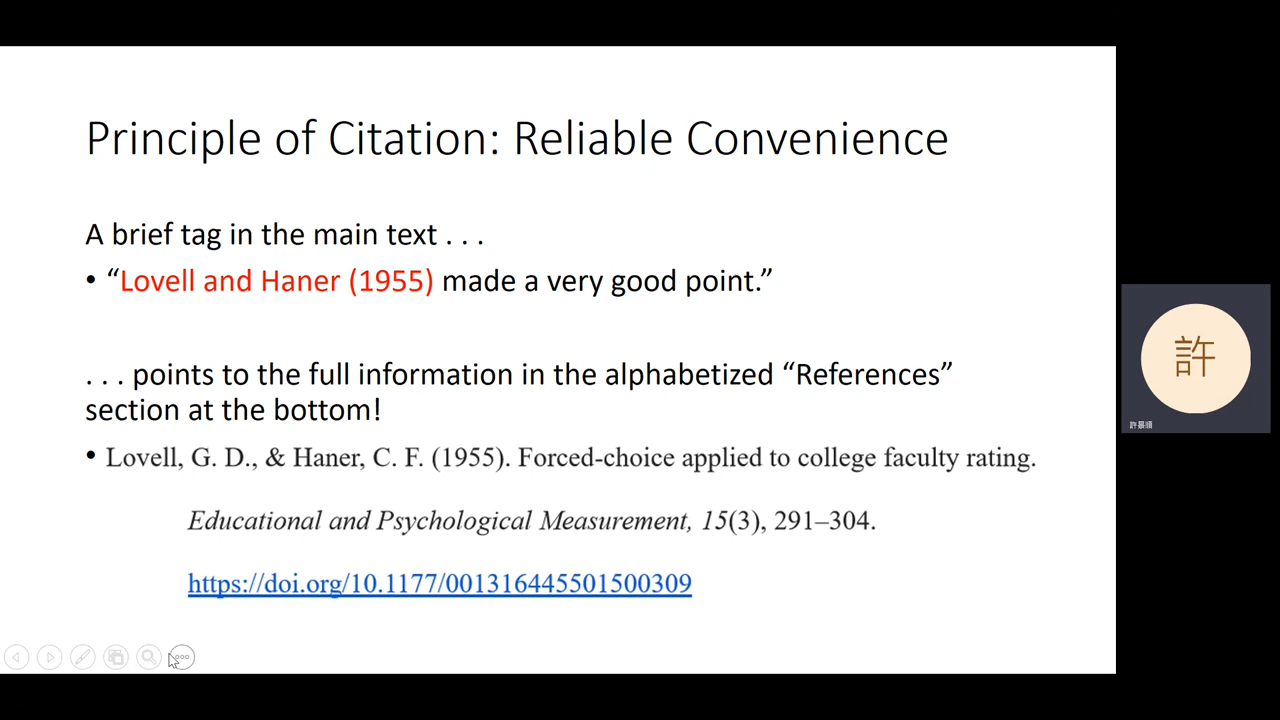 Principle of Citation: Reliable Convenience
A brief tag in the main text . . .
• “Lovell and Haner (1955) made a very good point.”
. . . points to the full information in the alphabetized “References”
section at the bottom!
• Lovell, G. D., & Haner, C. F. (1955). Forced-choice applied to college faculty rating.
Educational and Psychological Measurement, 15(3), 291–304.
https://doi.org/10.1177/001316445501500309
許
許景順